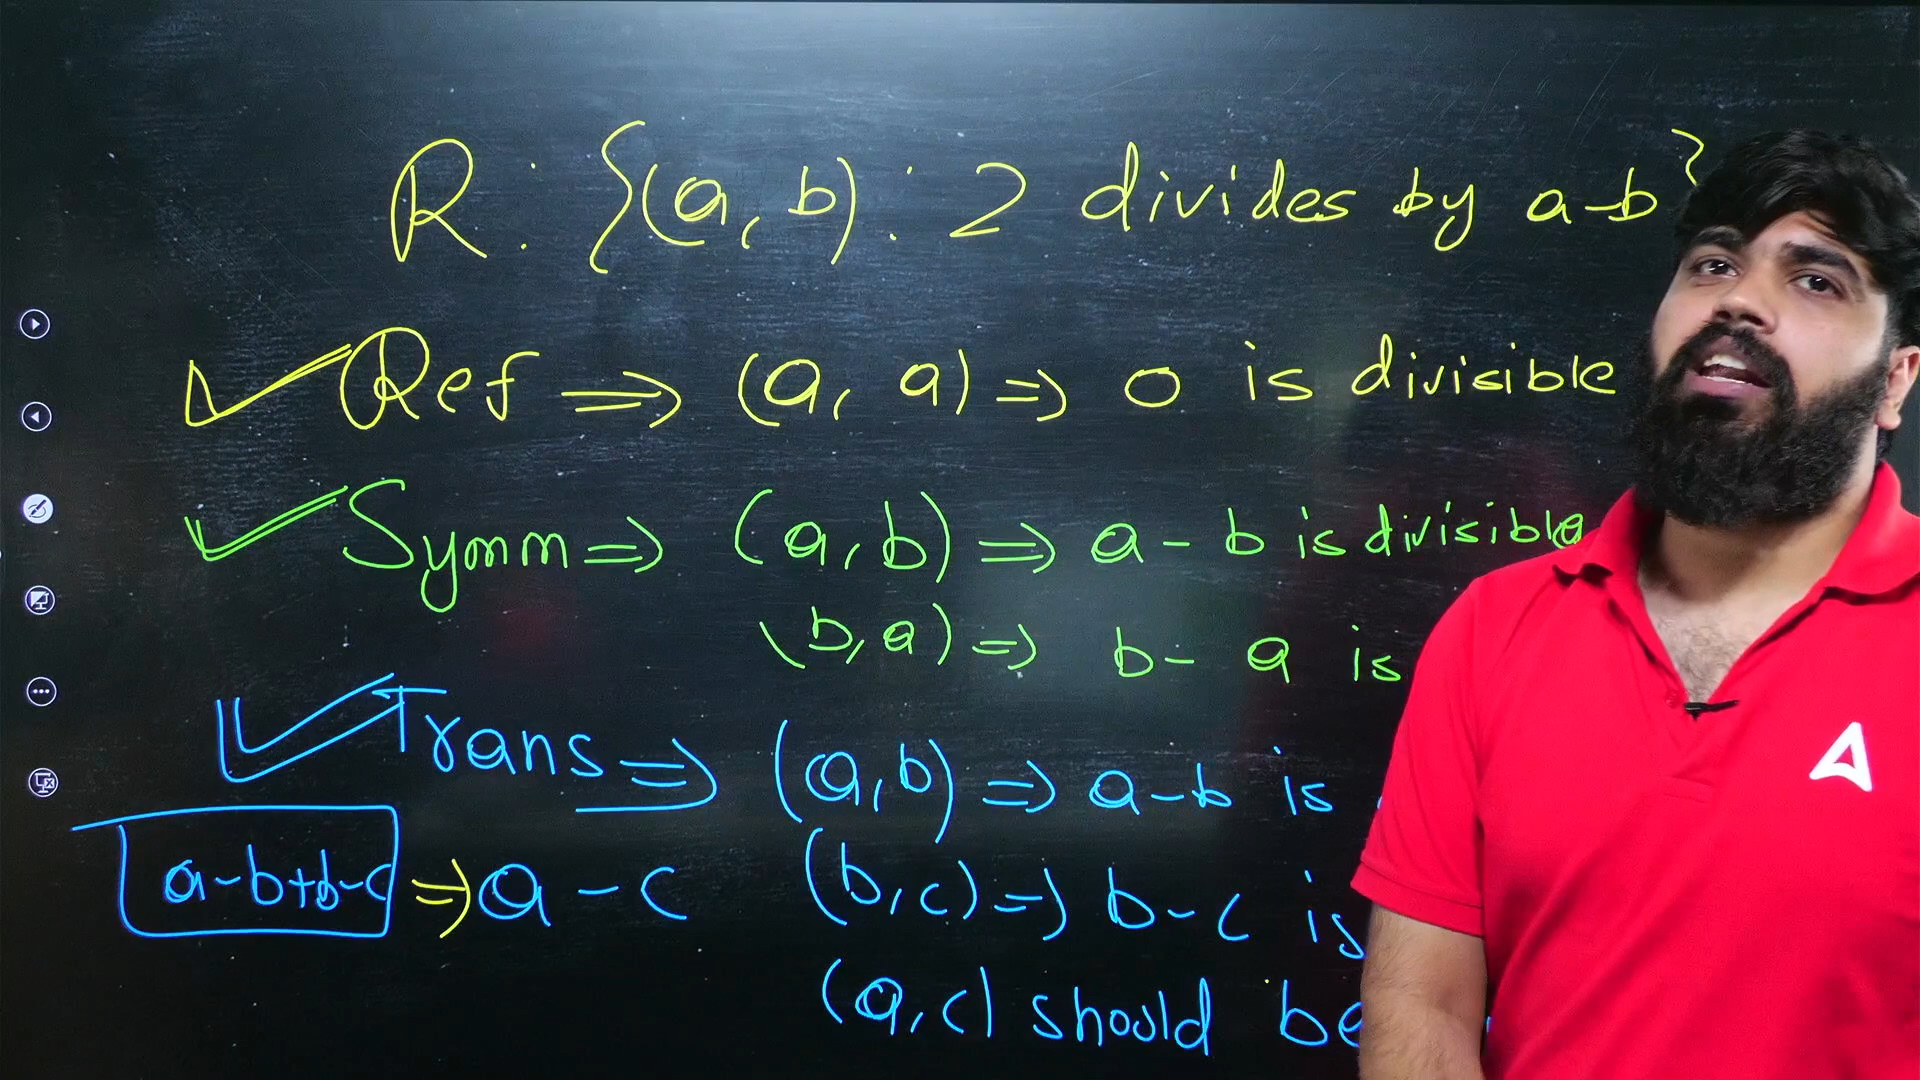 R : {(a, b) : 2 divides by a-b}
Ref ⇒ (a, a) ⇒ 0 is divisible
Symm ⇒ (a, b) ⇒ a - b is divisible
(b, a) ⇒ b - a is
Trans ⇒ (a, b) ⇒ a - b is
(b, c) ⇒ b - c is
a-b+b-c ⇒ a - c
(a, c) should be